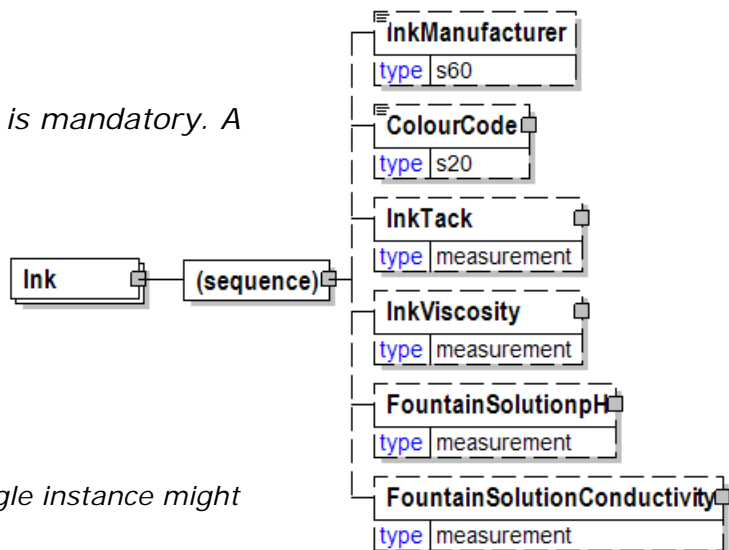 InkManufacturer
type s60
is mandatory. A
ColourCode
type s20
InkTack
type measurement
Ink
(sequence)
InkViscosity
type measurement
FountainSolutionpH
type measurement
gle instance might
FountainSolutionConductivity
type measurement